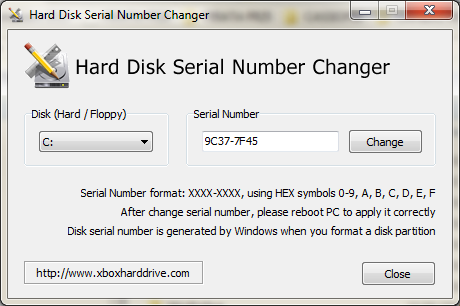 Hard Disk Serial Number Changer
Hard Disk Serial Number Changer
Disk (Hard / Floppy)
Serial Number
C:
9C37-7F45
Change
Serial Number format: XXXX-XXXX, using HEX symbols 0-9, A, B, C, D, E, F
After change serial number, please reboot PC to apply it correctly
Disk serial number is generated by Windows when you format a disk partition
http://www.xboxharddrive.com
Close